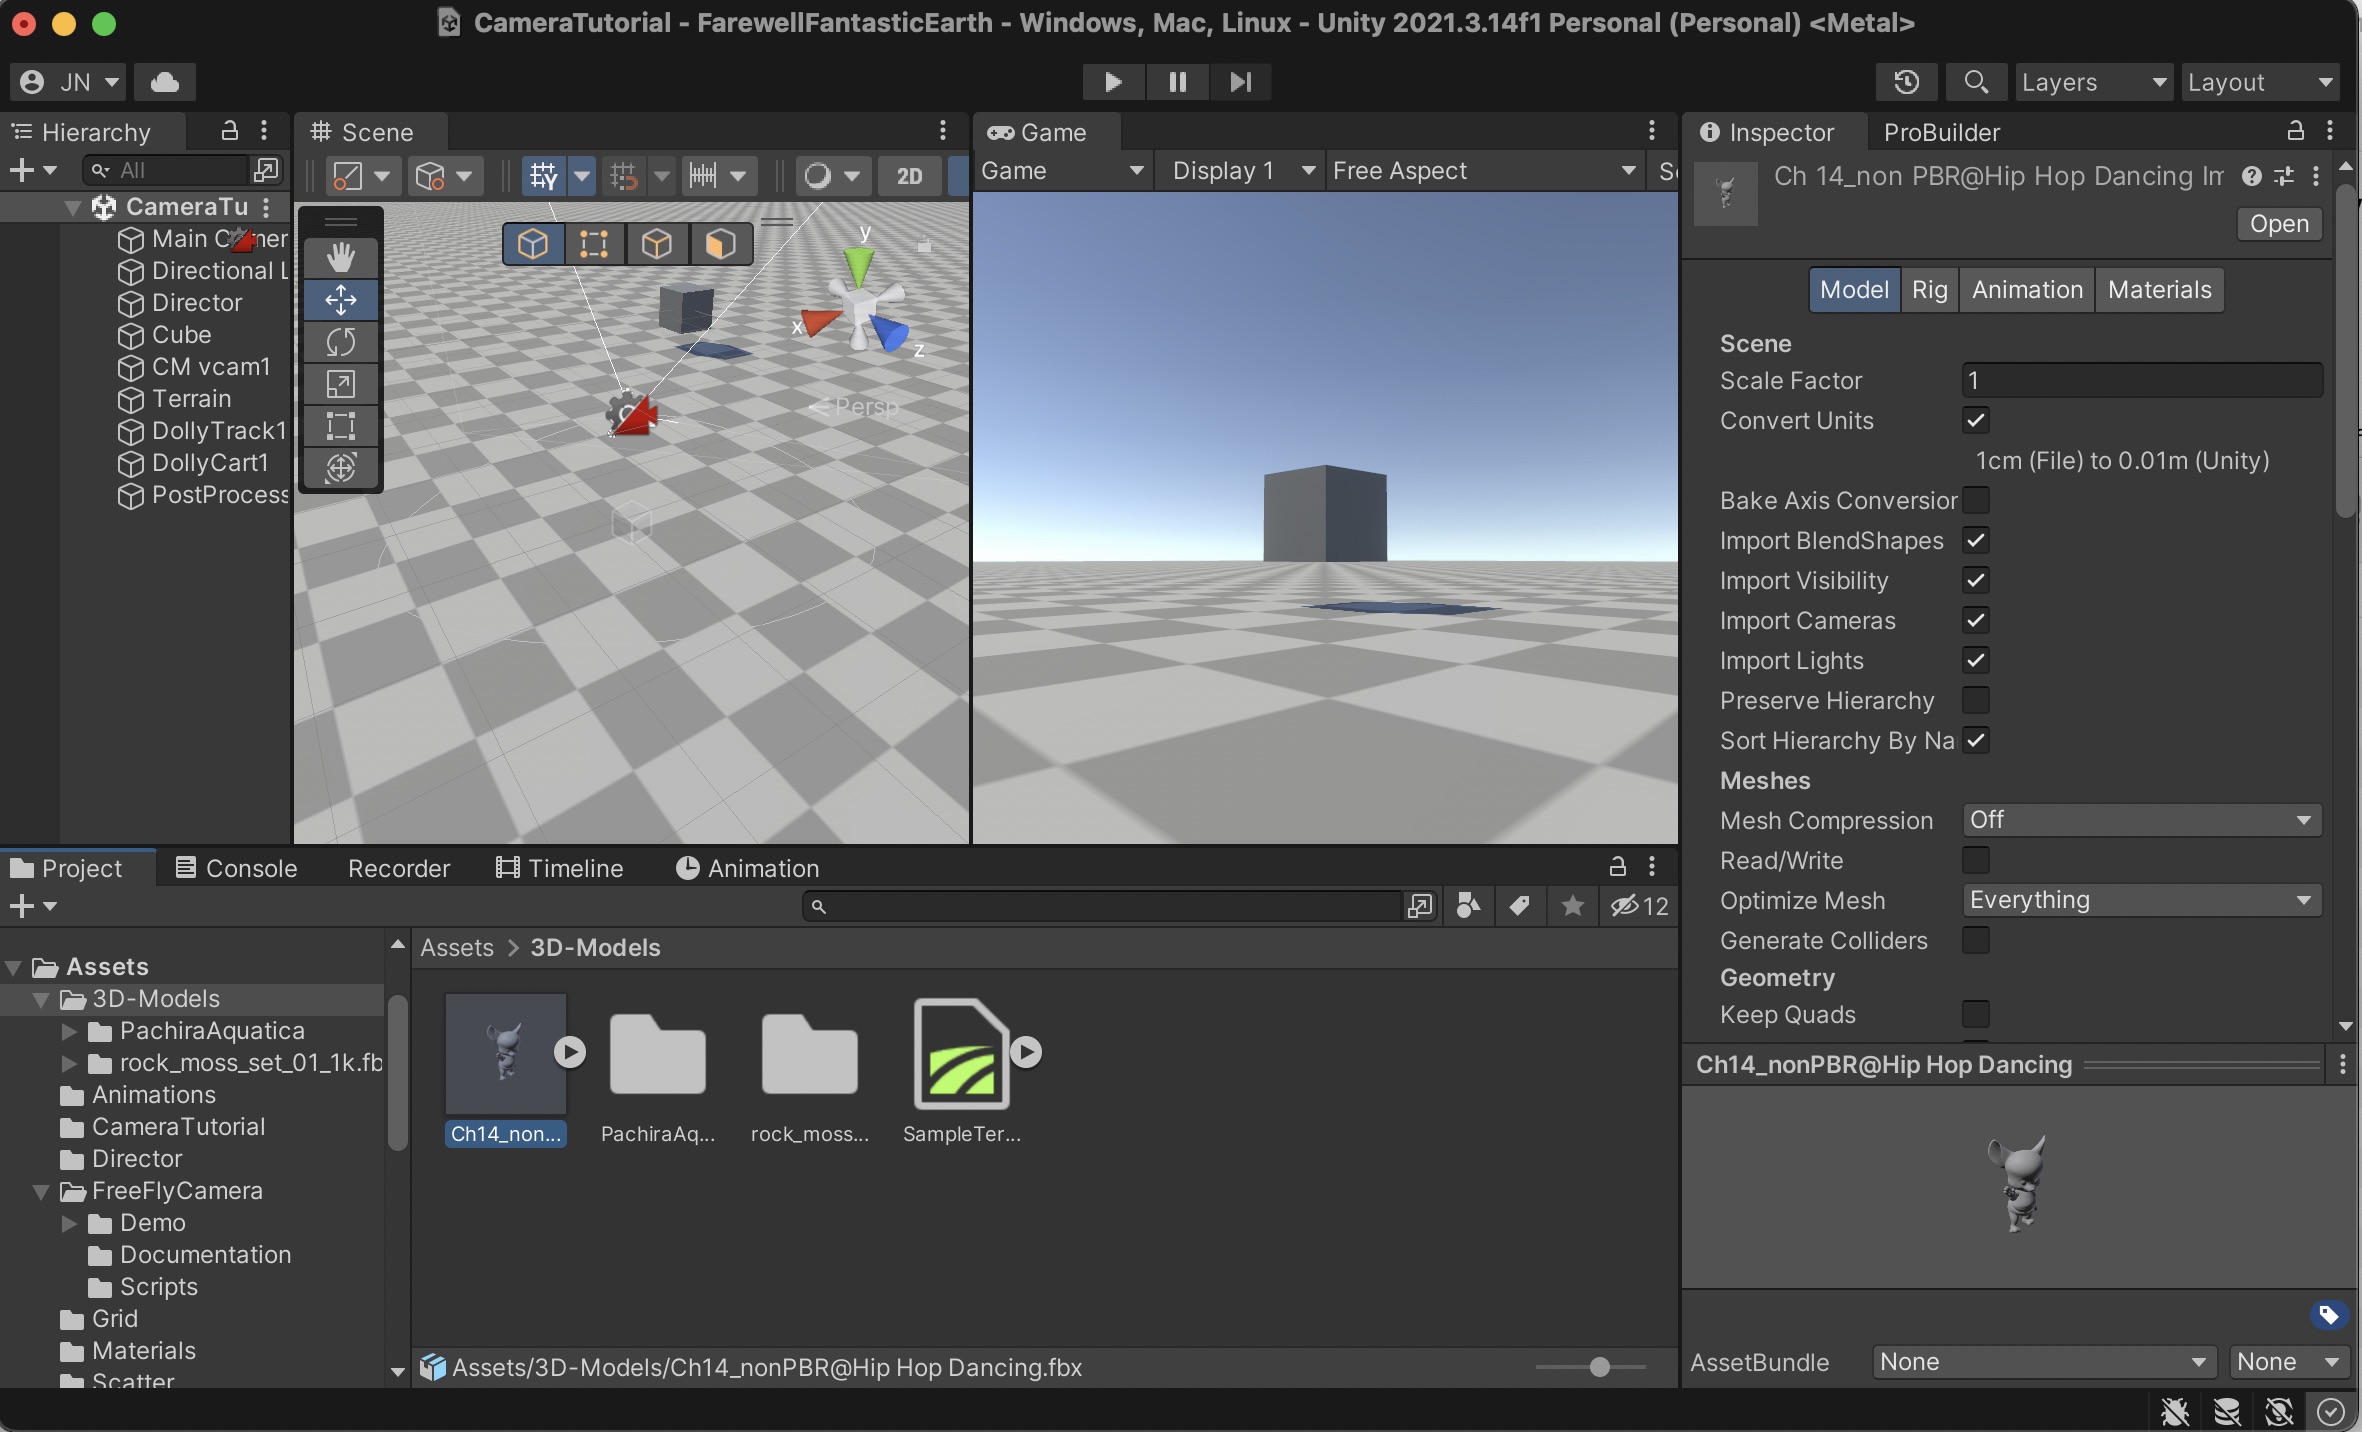 CameraTutorial - FarewellFantasticEarth - Windows, Mac, Linux - Unity 2021.3.14f1 Personal (Personal) <Metal>
JN
Layers
Layout
Hierarchy
All
CameraTu
Main Camer
Directional L
Director
Cube
CM vcam1
Terrain
DollyTrack1
DollyCart1
PostProcess
Scene
2D
y
x
z
Persp
Game
Game
Display 1
Free Aspect
Sc
Inspector
ProBuilder
Ch 14_non PBR@Hip Hop Dancing Im
Open
Model
Rig
Animation
Materials
Scene
Scale Factor
1
Convert Units
1cm (File) to 0.01m (Unity)
Bake Axis Conversion
Import BlendShapes
Import Visibility
Import Cameras
Import Lights
Preserve Hierarchy
Sort Hierarchy By Na
Meshes
Mesh Compression
Off
Read/Write
Optimize Mesh
Everything
Generate Colliders
Geometry
Keep Quads
Project
Console
Recorder
Timeline
Animation
12
Assets
3D-Models
PachiraAquatica
rock_moss_set_01_1k.fb
Animations
CameraTutorial
Director
FreeFlyCamera
Demo
Documentation
Scripts
Grid
Materials
Scatter
Assets > 3D-Models
Ch14_non...
PachiraAq...
rock_moss...
SampleTer...
Assets/3D-Models/Ch14_nonPBR@Hip Hop Dancing.fbx
Ch14_nonPBR@Hip Hop Dancing
AssetBundle
None
None